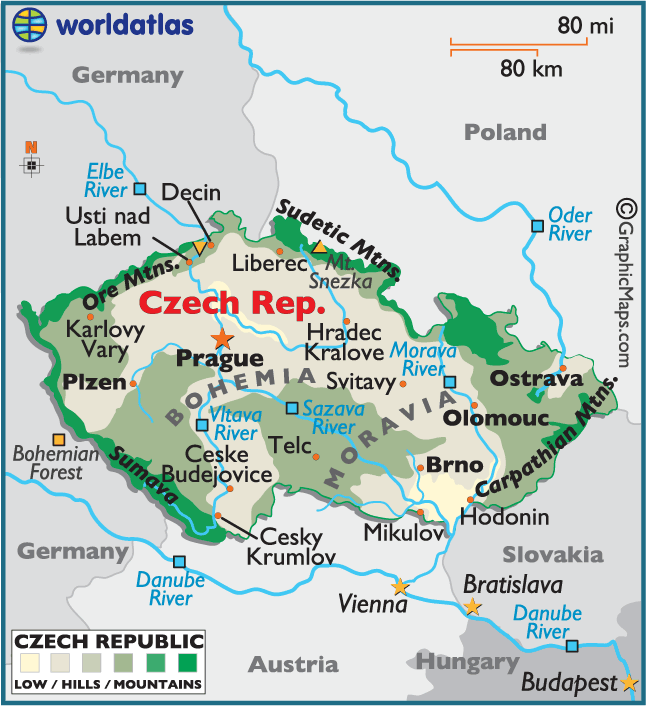 worldatlas
80 mi
80 km
Germany
Poland
N
Elbe
River
Decin
Usti nad
Labem
Sudetic Mtns.
Oder
River
© GraphicMaps.com
Liberec
Mt.
Snezka
Ore Mtns.
Czech Rep.
Karlovy
Vary
Hradec
Kralove
Prague
Morava
River
Plzen
BOHEMIA
Svitavy
Ostrava
Vltava
River
Sazava
River
MORAVIA
Olomouc
Carpathian Mtns.
Bohemian
Forest
Sumava
Ceske
Budejovice
Telc
Brno
Cesky
Krumlov
Mikulov
Hodonin
Germany
Slovakia
Danube
River
Vienna
Bratislava
Danube
River
CZECH REPUBLIC
LOW / HILLS / MOUNTAINS
Austria
Hungary
Budapest